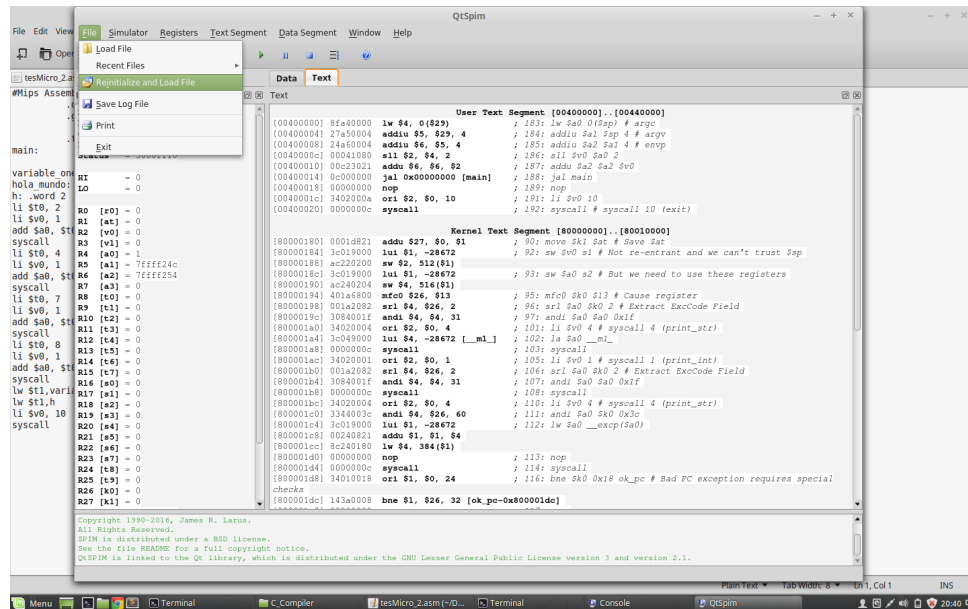 QtSpim
File Edit View
File Simulator Registers Text Segment Data Segment Window Help
Load File
Recent Files
Reinitialize and Load File
Save Log File
Print
Exit
tesMicro_2.a
#Mips Assem
main:
variable_one
hola_mundo:
h: .word 2
li $t0, 2
li $v0, 1
add $a0, $t
syscall
li $t0, 4
li $v0, 1
add $a0, $t
syscall
li $t0, 7
li $v0, 1
add $a0, $t
syscall
li $t0, 8
li $v0, 1
add $a0, $t
syscall
lw $t1,varia
lw $t1,h
li $v0, 10
syscall
HI = 0
LO = 0
R0 [r0] = 0
R1 [at] = 0
R2 [v0] = 0
R3 [v1] = 0
R4 [a0] = 1
R5 [a1] = 7ffff24c
R6 [a2] = 7ffff254
R7 [a3] = 0
R8 [t0] = 0
R9 [t1] = 0
R10 [t2] = 0
R11 [t3] = 0
R12 [t4] = 0
R13 [t5] = 0
R14 [t6] = 0
R15 [t7] = 0
R16 [s0] = 0
R17 [s1] = 0
R18 [s2] = 0
R19 [s3] = 0
R20 [s4] = 0
R21 [s5] = 0
R22 [s6] = 0
R23 [s7] = 0
R24 [t8] = 0
R25 [t9] = 0
R26 [k0] = 0
R27 [k1] = 0
Data Text
Text
User Text Segment [00400000]..[00440000]
[00400000] 8fa40000 lw $4, 0($29) ; 183: lw $a0 0($sp) # argc
[00400004] 27a50004 addiu $5, $29, 4 ; 184: addiu $a1 $sp 4 # argv
[00400008] 24a60004 addiu $6, $5, 4 ; 185: addiu $a2 $a1 4 # envp
[0040000c] 00041080 sll $2, $4, 2 ; 186: sll $v0 $a0 2
[00400010] 00c23021 addu $6, $6, $2 ; 187: addu $a2 $a2 $v0
[00400014] 0c000000 jal 0x00000000 [main] ; 188: jal main
[00400018] 00000000 nop ; 189: nop
[0040001c] 3402000a ori $2, $0, 10 ; 191: li $v0 10
[00400020] 0000000c syscall ; 192: syscall # syscall 10 (exit)
Kernel Text Segment [80000000]..[80010000]
[80000180] 0001d821 addu $27, $0, $1 ; 90: move $k1 $at # Save $at
[80000184] 3c019000 lui $1, -28672 ; 92: sw $v0 s1 # Not re-entrant and we can't trust $sp
[80000188] ac220200 sw $2, 512($1)
[8000018c] 3c019000 lui $1, -28672 ; 93: sw $a0 s2 # But we need to use these registers
[80000190] ac240204 sw $4, 516($1)
[80000194] 401a6800 mfc0 $26, $13 ; 95: mfc0 $k0 $13 # Cause register
[80000198] 001a2082 srl $4, $26, 2 ; 96: srl $a0 $k0 2 # Extract ExcCode Field
[8000019c] 3084001f andi $4, $4, 31 ; 97: andi $a0 $a0 0x1f
[800001a0] 34020004 ori $2, $0, 4 ; 101: li $v0 4 # syscall 4 (print_str)
[800001a4] 3c049000 lui $4, -28672 [__m1_] ; 102: la $a0 __m1_
[800001a8] 0000000c syscall ; 103: syscall
[800001ac] 34020001 ori $2, $0, 1 ; 105: li $v0 1 # syscall 1 (print_int)
[800001b0] 001a2082 srl $4, $26, 2 ; 106: srl $a0 $k0 2 # Extract ExcCode Field
[800001b4] 3084001f andi $4, $4, 31 ; 107: andi $a0 $a0 0x1f
[800001b8] 0000000c syscall ; 108: syscall
[800001bc] 34020004 ori $2, $0, 4 ; 110: li $v0 4 # syscall 4 (print_str)
[800001c0] 3344003c andi $4, $26, 60 ; 111: andi $a0 $k0 0x3c
[800001c4] 3c019000 lui $1, -28672 ; 112: lw $a0 __excp($a0)
[800001c8] 00240821 addu $1, $1, $4
[800001cc] 8c240180 lw $4, 384($1)
[800001d0] 00000000 nop ; 113: nop
[800001d4] 0000000c syscall ; 114: syscall
[800001d8] 34010018 ori $1, $0, 24 ; 116: bne $k0 0x18 ok_pc # Bad PC exception requires special
checks
[800001dc] 143a0008 bne $1, $26, 32 [ok_pc-0x800001dc]
Copyright 1990-2016, James R. Larus.
All Rights Reserved.
SPIM is distributed under a BSD license.
See the file README for a full copyright notice.
QtSPIM is linked to the Qt library, which is distributed under the GNU Lesser General Public License version 3 and version 2.1.
Plain Text Tab Width: 8 Ln 1, Col 1 INS
Menu Terminal C_Compiler tesMicro_2.asm (~/D... Terminal Console QtSpim 20:40